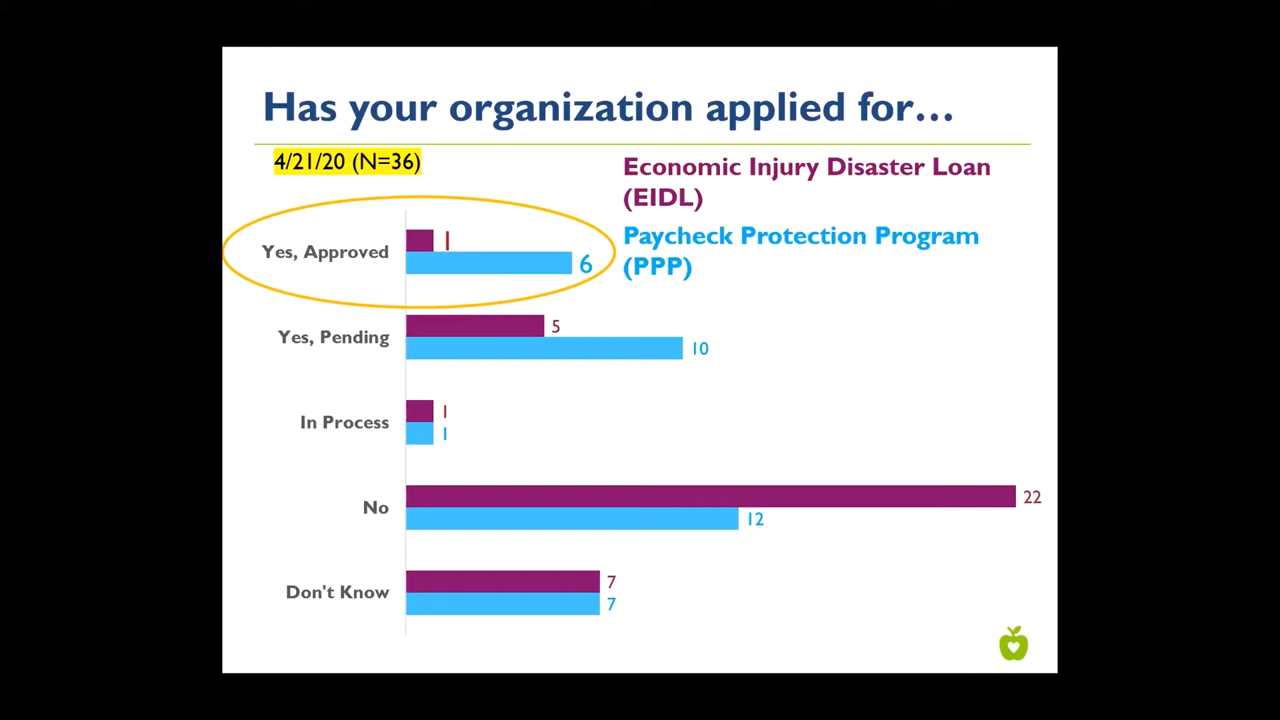 Has your organization applied for…
4/21/20 (N=36)
Economic Injury Disaster Loan
(EIDL)
Paycheck Protection Program
(PPP)
Yes, Approved
1
6
Yes, Pending
5
10
In Process
1
1
No
22
12
Don't Know
7
7